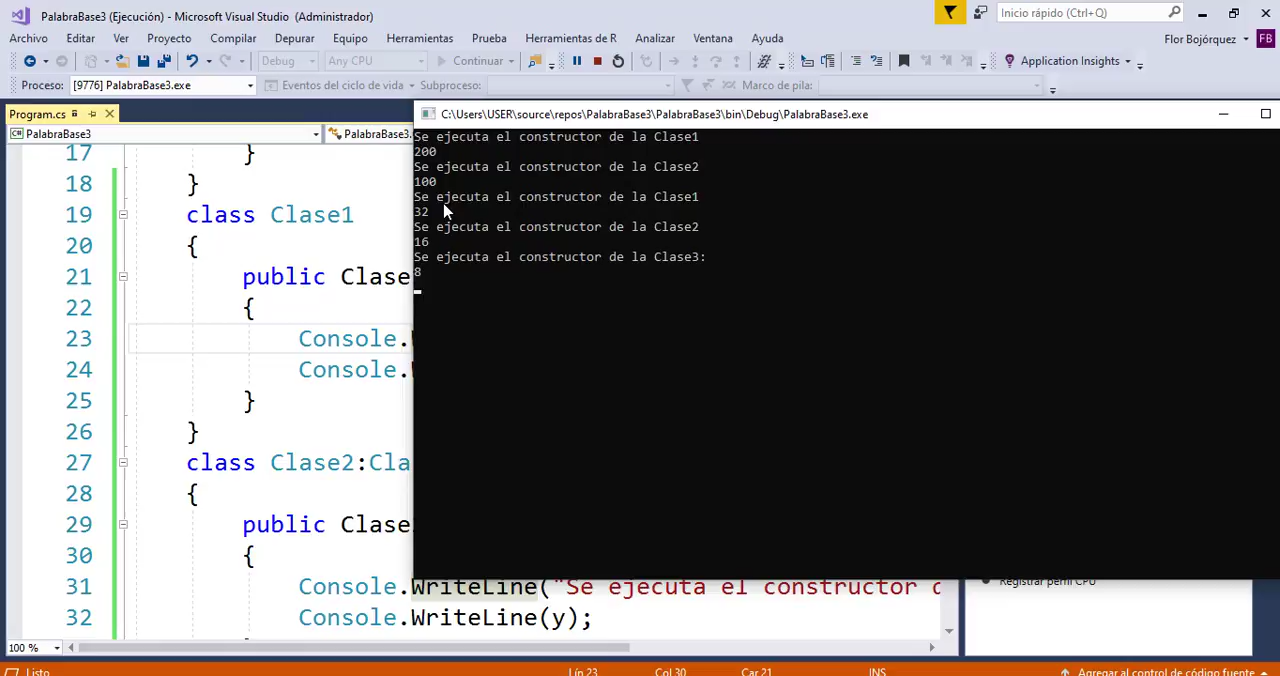 PalabraBase3 (Ejecución) - Microsoft Visual Studio (Administrador)
Inicio rápido (Ctrl+Q)
Archivo Editar Ver Proyecto Compilar Depurar Equipo Herramientas Prueba Herramientas de R Analizar Ventana Ayuda
Flor Bojórquez FB
Debug Any CPU Continuar Application Insights
Proceso: [9776] PalabraBase3.exe Eventos del ciclo de vida Subproceso: Marco de pila:
Program.cs
C:\Users\USER\source\repos\PalabraBase3\PalabraBase3\bin\Debug\PalabraBase3.exe
C# PalabraBase3 PalabraBase3.
Se ejecuta el constructor de la Clase1
200
Se ejecuta el constructor de la Clase2
100
Se ejecuta el constructor de la Clase1
32
Se ejecuta el constructor de la Clase2
16
Se ejecuta el constructor de la Clase3:
8
17 }
18 }
19 class Clase1
20 {
21 public Clase
22 {
23 Console.
24 Console.
25 }
26 }
27 class Clase2:Cla
28 {
29 public Clase
30 {
31 Console.WriteLine("Se ejecuta el constructor d
32 Console.WriteLine(y);
Registrar perfil CPU
100 %
Listo Lín 23 Col 30 Car 21 INS Agregar al control de código fuente